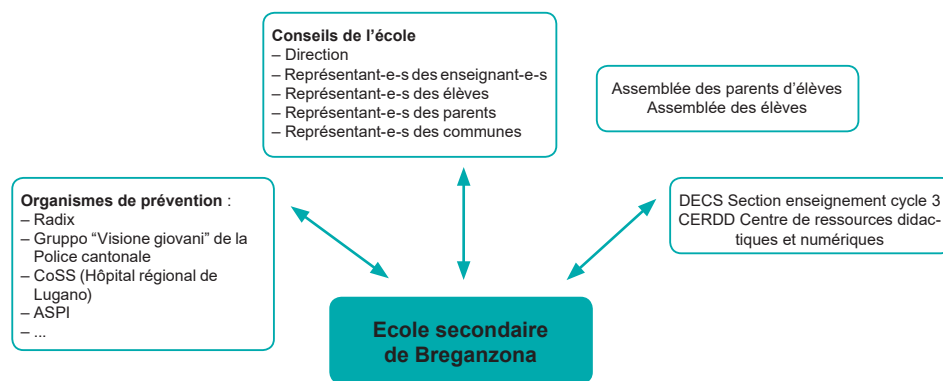 Conseils de l'école
– Direction
– Représentant-e-s des enseignant-e-s
– Représentant-e-s des élèves
– Représentant-e-s des parents
– Représentant-e-s des communes
Assemblée des parents d'élèves
Assemblée des élèves
Organismes de prévention :
– Radix
– Gruppo “Visione giovani” de la
Police cantonale
– CoSS (Hôpital régional de
Lugano)
– ASPI
– ...
DECS Section enseignement cycle 3
CERDD Centre de ressources didac-
tiques et numériques
Ecole secondaire
de Breganzona